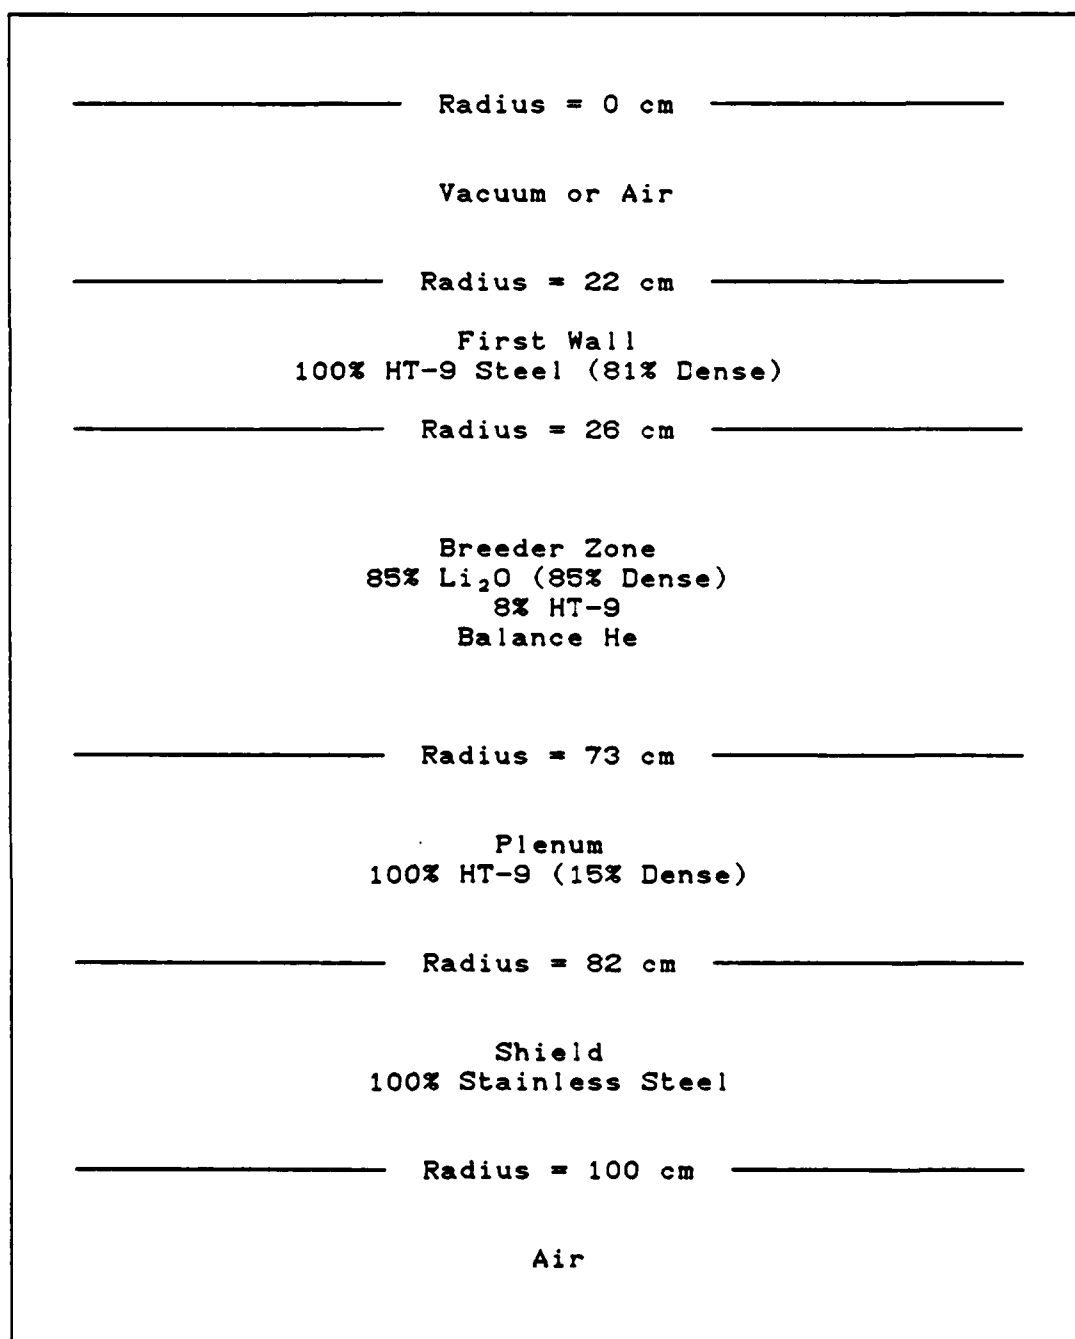 Radius = 0 cm
Vacuum or Air
Radius = 22 cm
First Wall
100% HT-9 Steel (81% Dense)
Radius = 26 cm
Breeder Zone
85% Li₂O (85% Dense)
8% HT-9
Balance He
Radius = 73 cm
Plenum
100% HT-9 (15% Dense)
Radius = 82 cm
Shield
100% Stainless Steel
Radius = 100 cm
Air